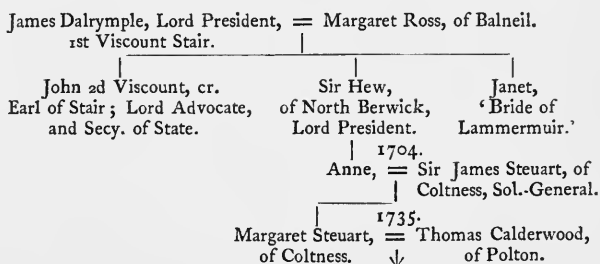 James Dalrymple, Lord President, = Margaret Ross, of Balneil.
1st Viscount Stair.
John 2d Viscount, cr. Sir Hew, Janet,
Earl of Stair; Lord Advocate, of North Berwick, ‘Bride of
and Secy. of State. Lord President. Lammermuir.’
1704.
Anne, = Sir James Steuart, of
Coltness, Sol.-General.
1735.
Margaret Steuart, = Thomas Calderwood,
of Coltness. of Polton.